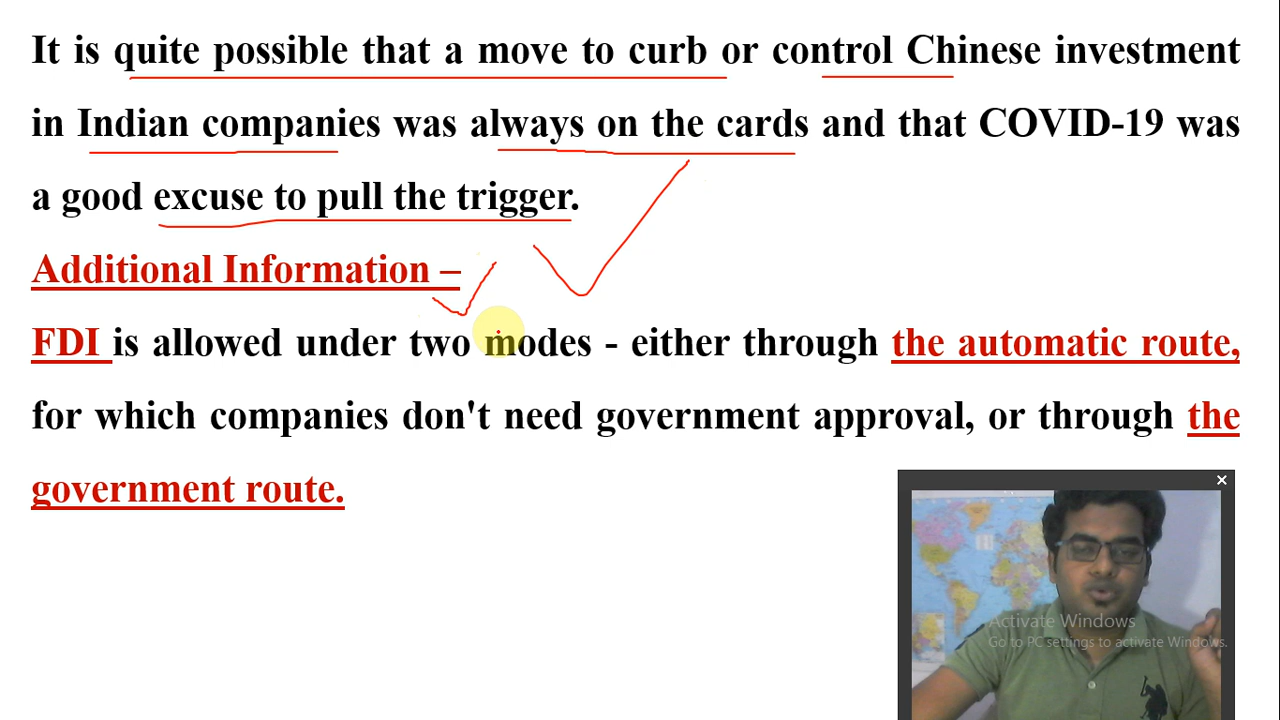 It is quite possible that a move to curb or control Chinese investment
in Indian companies was always on the cards and that COVID-19 was
a good excuse to pull the trigger.
Additional Information –
FDI is allowed under two modes - either through the automatic route,
for which companies don't need government approval, or through the
government route.
Activate Windows
Go to PC settings to activate Windows.